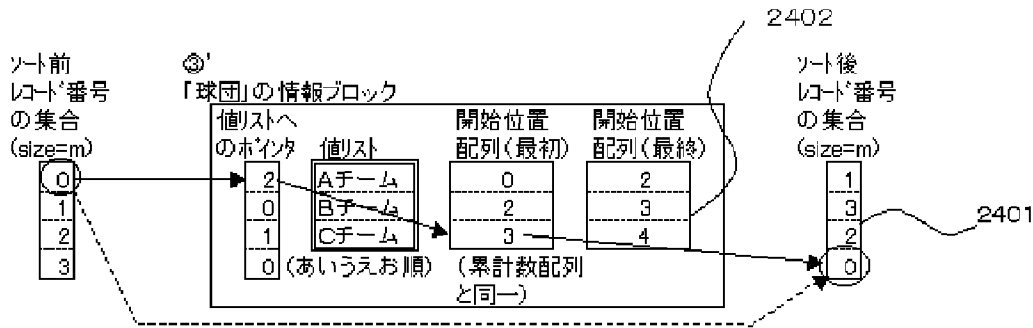 2402
ソート前
レコード番号
の集合
(size=m)
0
1
2
3
③'
「球団」の情報ブロック
値リストへ
のポインタ
2
0
1
0
値リスト
Aチーム
Bチーム
Cチーム
(あいうえお順)
開始位置
配列(最初)
0
2
3
(累計数配列
と同一)
開始位置
配列(最終)
2
3
4
ソート後
レコード番号
の集合
(size=m)
1
3
2
0
2401